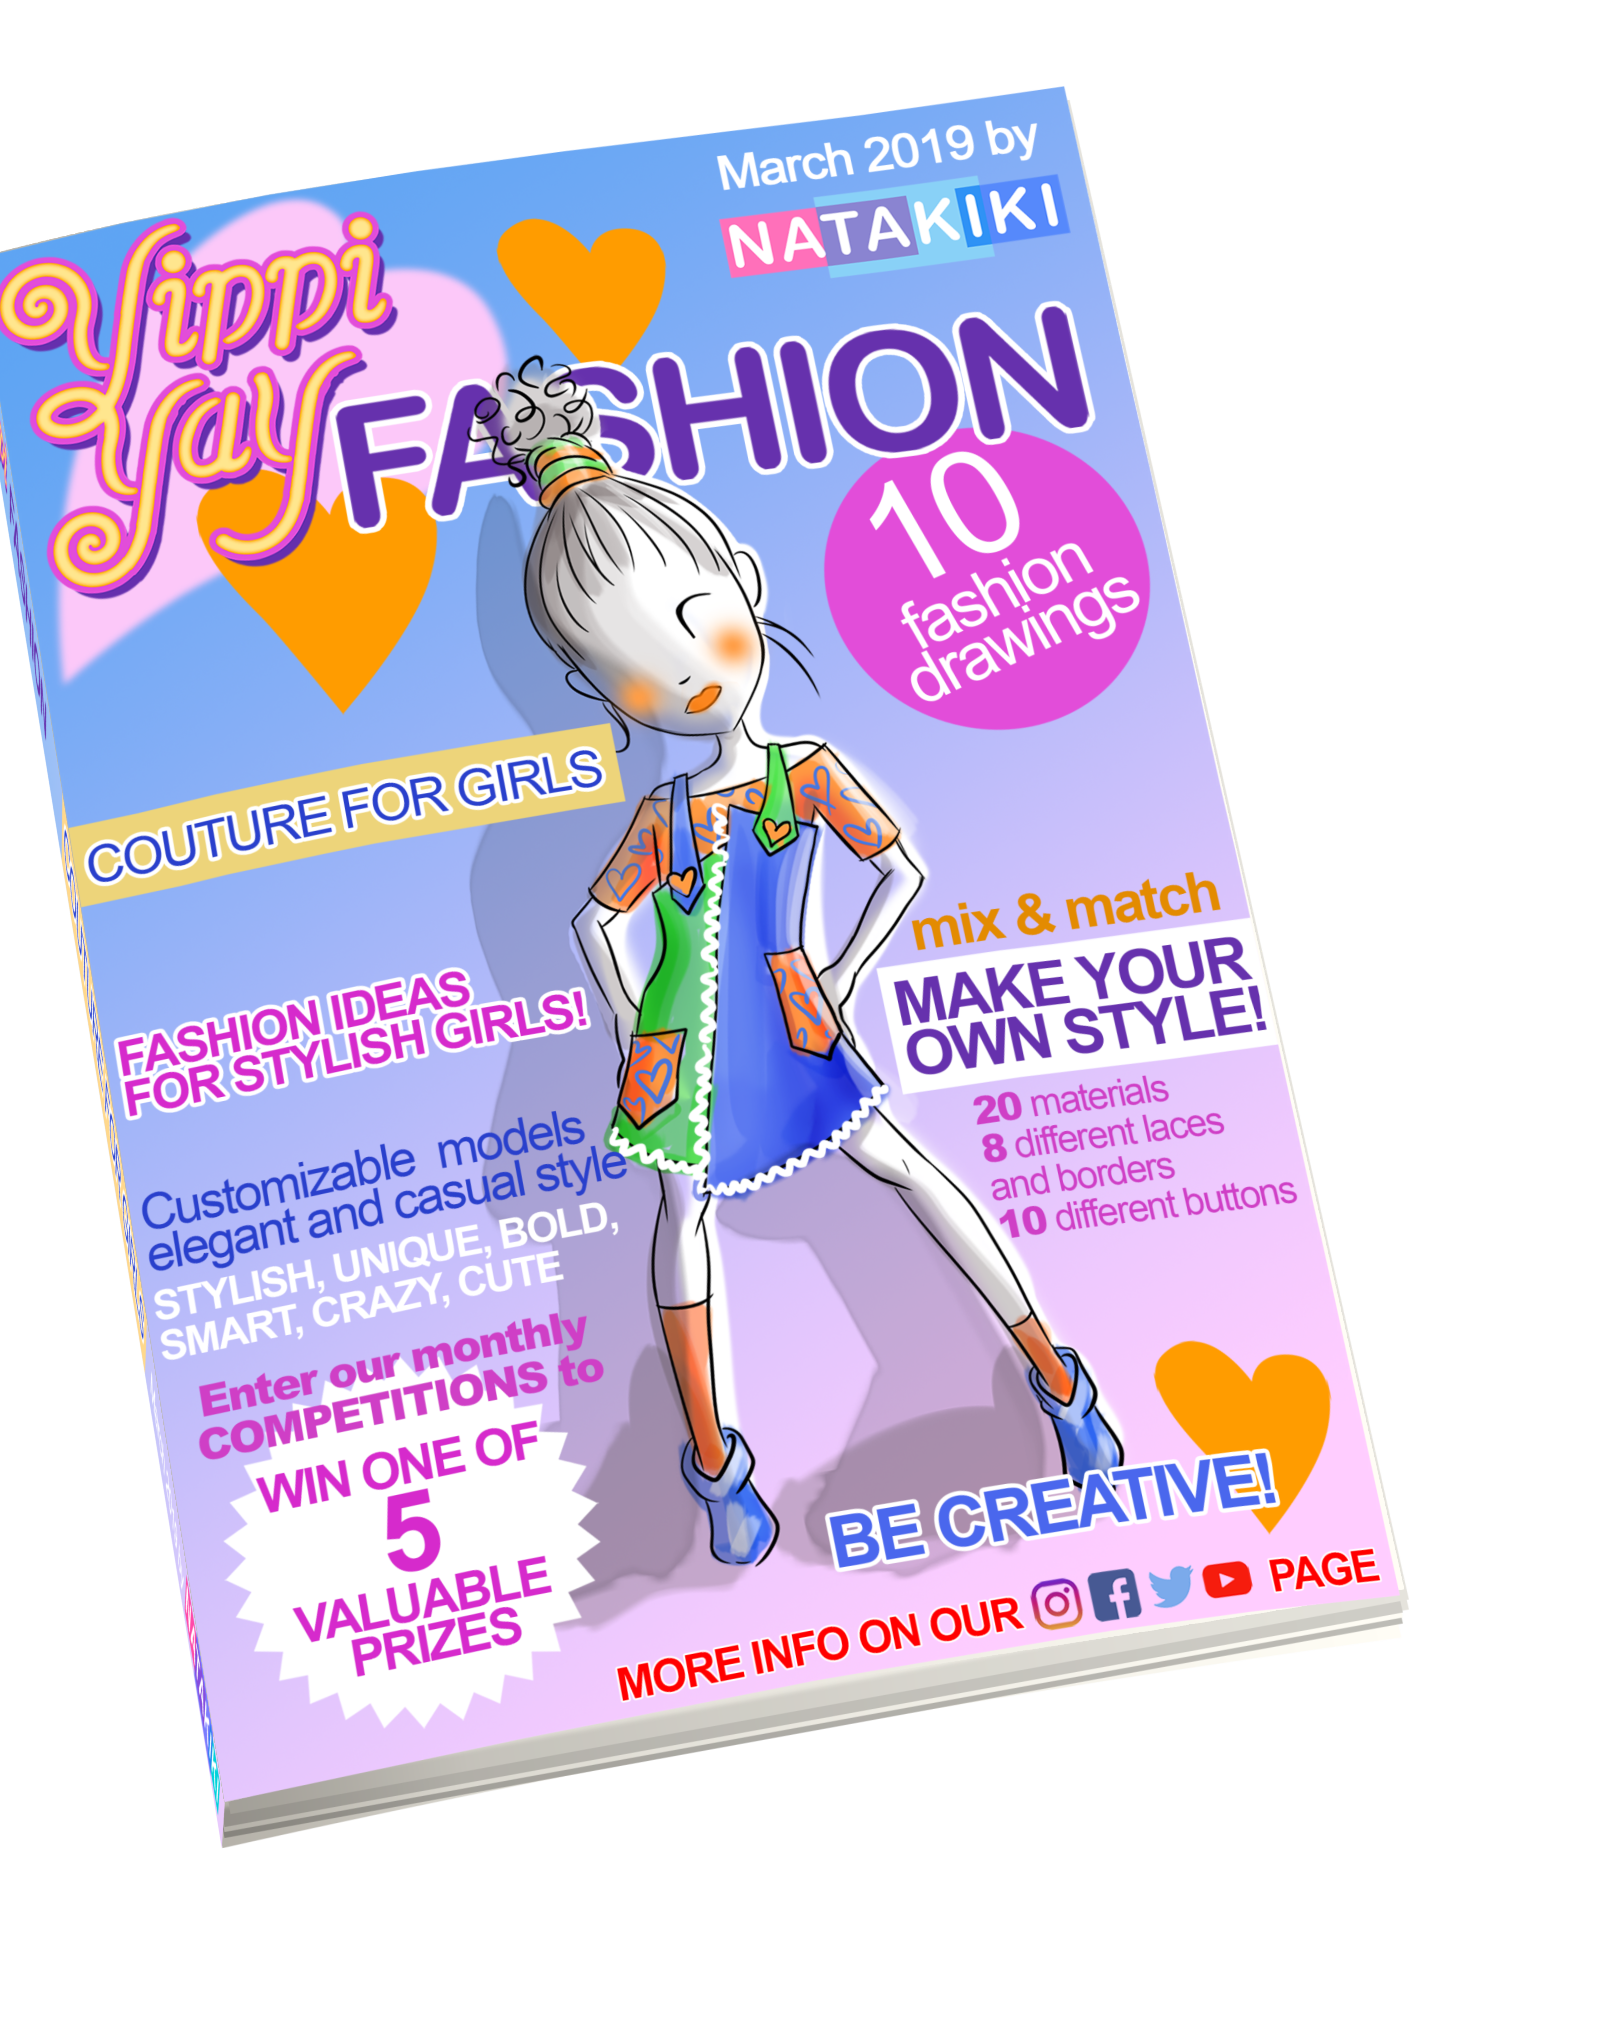 March 2019 by
NATAKIKI
Yippi
Yay
FASHION
10
fashion
drawings
COUTURE FOR GIRLS
mix & match
MAKE YOUR
OWN STYLE!
20 materials
8 different laces
and borders
10 different buttons
FASHION IDEAS
FOR STYLISH GIRLS!
Customizable models
elegant and casual style
STYLISH, UNIQUE, BOLD,
SMART, CRAZY, CUTE
Enter our monthly
COMPETITIONS to
WIN ONE OF
5
VALUABLE
PRIZES
BE CREATIVE!
MORE INFO ON OUR PAGE